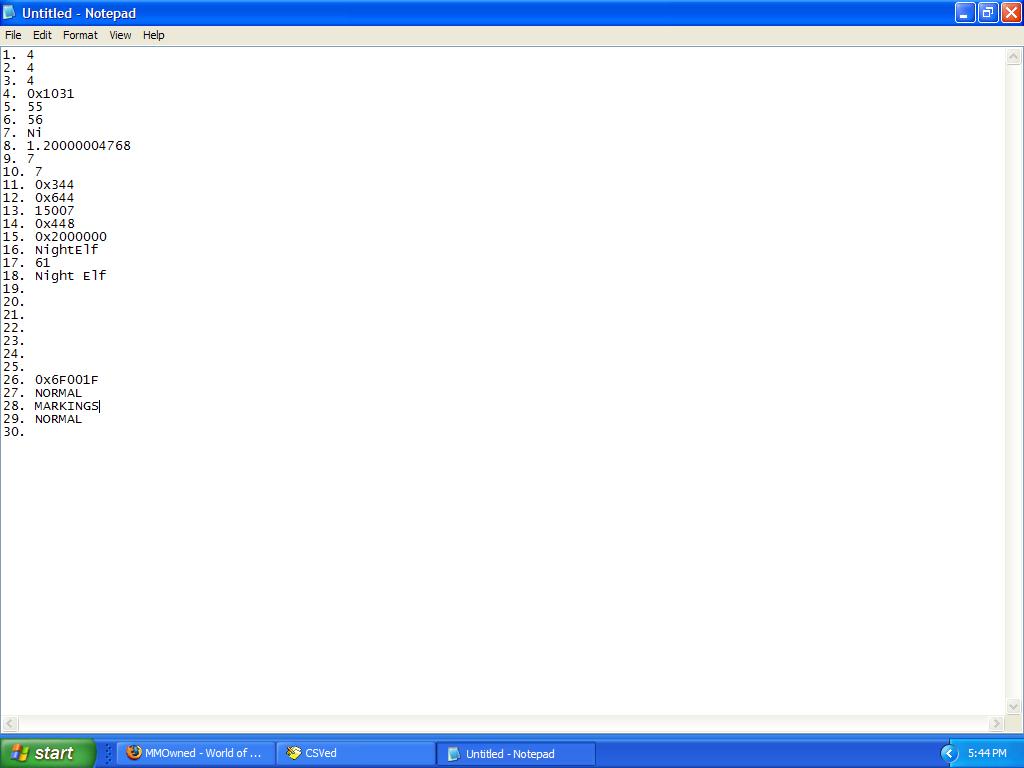 Untitled - Notepad
File Edit Format View Help
1. 4
2. 4
3. 4
4. 0x1031
5. 55
6. 56
7. Ni
8. 1.20000004768
9. 7
10. 7
11. 0x344
12. 0x644
13. 15007
14. 0x448
15. 0x2000000
16. NightElf
17. 61
18. Night Elf
19.
20.
21.
22.
23.
24.
25.
26. 0x6F001F
27. NORMAL
28. MARKINGS
29. NORMAL
30.
start MMOwned - World of ... CSVed Untitled - Notepad 5:44 PM